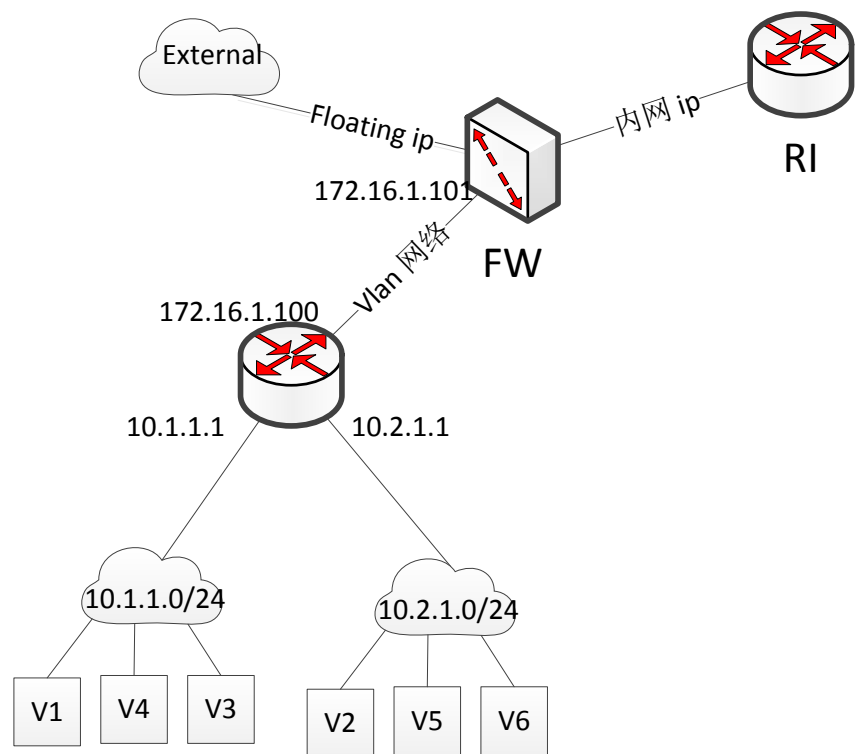 External
Floating ip
内网 ip
RI
172.16.1.101
FW
Vlan 网络
172.16.1.100
10.1.1.1
10.2.1.1
10.1.1.0/24
10.2.1.0/24
V1
V4
V3
V2
V5
V6